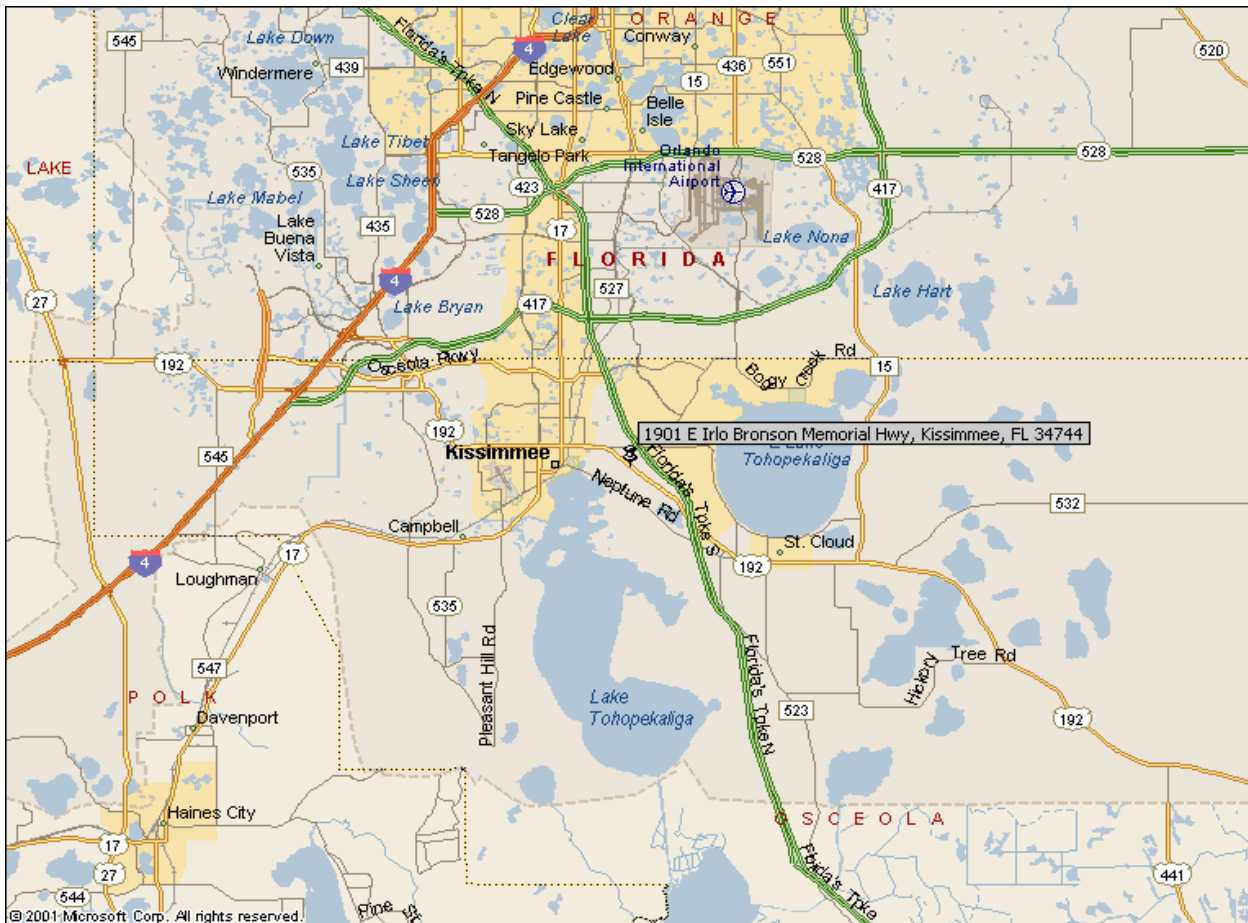 ORANGE
545
Lake Down
Florida's Tpke N
4
Clear
Lake
Conway
520
Windermere
439
Edgewood
15
436
551
Pine Castle
Belle
Isle
Lake Tibet
Sky Lake
Tangelo Park
Orlando
International
Airport
528
528
LAKE
535
Lake Sheen
423
417
Lake Mabel
528
435
17
Lake
Buena
Vista
Lake Nona
FLORIDA
4
527
Lake Hart
27
Lake Bryan
417
192
Osceola Pkwy
Boggy Creek Rd
15
192
1901 E Irlo Bronson Memorial Hwy, Kissimmee, FL 34744
545
Kissimmee
Tohopekaliga
Florida's Tpke S
Neptune Rd
532
Campbell
17
St. Cloud
4
Loughman
192
535
Pleasant Hill Rd
547
Hickory Tree Rd
POLK
Florida's Tpke N
Lake
Tohopekaliga
523
192
Davenport
Haines City
OSCEOLA
17
27
Florida's Tpke
441
544
Pine St
© 2001 Microsoft Corp. All rights reserved.